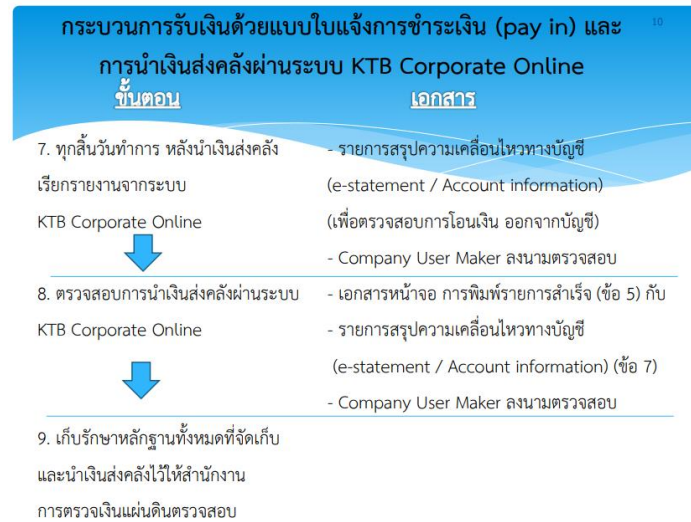 กระบวนการรับเงินด้วยแบบใบแจ้งการชำระเงิน (pay in) และ
10
การนำเงินส่งคลังผ่านระบบ KTB Corporate Online
ขั้นตอน
เอกสาร
7. ทุกสิ้นวันทำการ หลังนำเงินส่งคลัง
เรียกรายงานจากระบบ
KTB Corporate Online
- รายการสรุปความเคลื่อนไหวทางบัญชี
(e-statement / Account information)
(เพื่อตรวจสอบการโอนเงิน ออกจากบัญชี)
- Company User Maker ลงนามตรวจสอบ
8. ตรวจสอบการนำเงินส่งคลังผ่านระบบ
KTB Corporate Online
- เอกสารหน้าจอ การพิมพ์รายการสำเร็จ (ข้อ 5) กับ
- รายการสรุปความเคลื่อนไหวทางบัญชี
(e-statement / Account information) (ข้อ 7)
- Company User Maker ลงนามตรวจสอบ
9. เก็บรักษาหลักฐานทั้งหมดที่จัดเก็บ
และนำเงินส่งคลังไว้ให้สำนักงาน
การตรวจเงินแผ่นดินตรวจสอบ